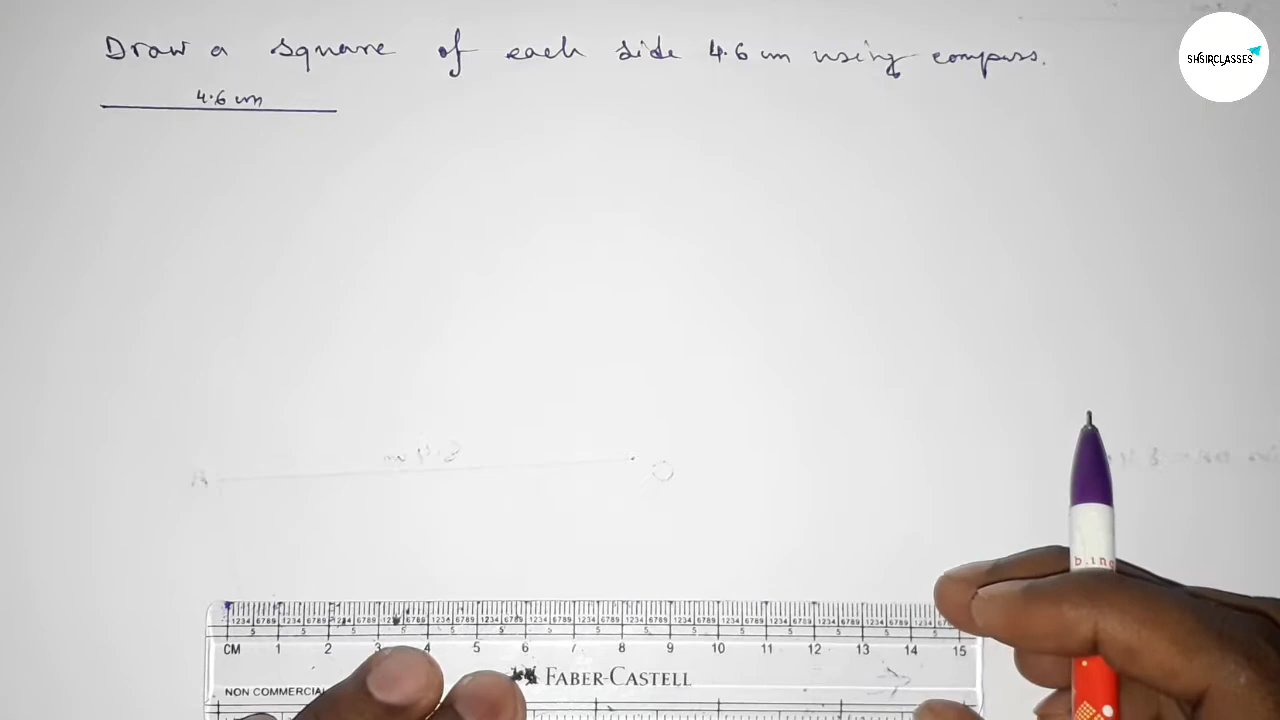 Draw a square of each side 4.6 cm using compass.
SHSIRCLASSES
4.6 cm
b.ing
CM 1 2 3 4 5 6 7 8 9 10 11 12 13 14 15
FABER-CASTELL
NON COMMERCIAL